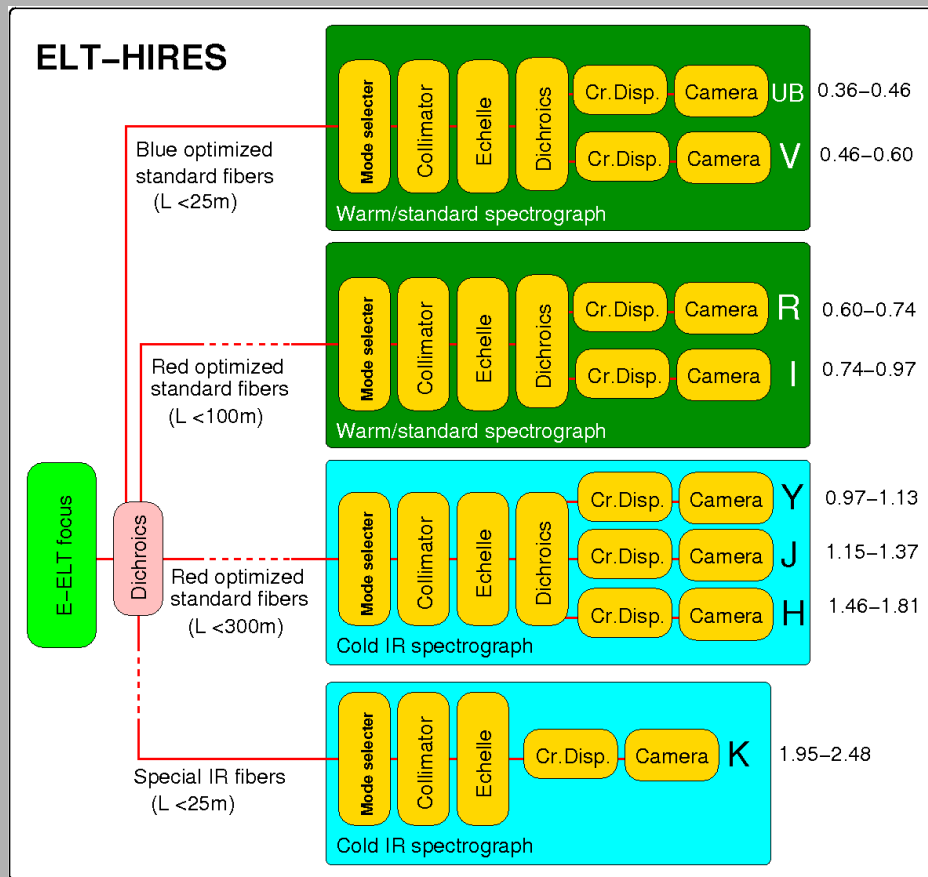 ELT–HIRES
Mode selecter
Collimator
Echelle
Dichroics
Cr.Disp.
Camera
UB
0.36–0.46
Cr.Disp.
Camera
V
0.46–0.60
Warm/standard spectrograph
Blue optimized
standard fibers
(L <25m)
Mode selecter
Collimator
Echelle
Dichroics
Cr.Disp.
Camera
R
0.60–0.74
Cr.Disp.
Camera
I
0.74–0.97
Warm/standard spectrograph
Red optimized
standard fibers
(L <100m)
E–ELT focus
Dichroics
Red optimized
standard fibers
(L <300m)
Mode selecter
Collimator
Echelle
Dichroics
Cr.Disp.
Camera
Y
0.97–1.13
Cr.Disp.
Camera
J
1.15–1.37
Cr.Disp.
Camera
H
1.46–1.81
Cold IR spectrograph
Special IR fibers
(L <25m)
Mode selecter
Collimator
Echelle
Cr.Disp.
Camera
K
1.95–2.48
Cold IR spectrograph